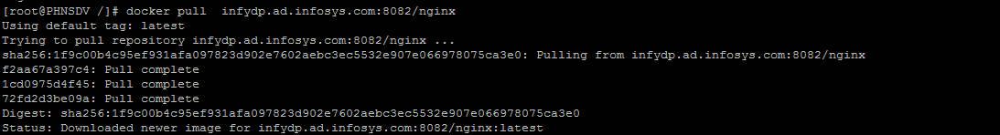 [root@PHNSDV /]# docker pull  infydp.ad.infosys.com:8082/nginx
Using default tag: latest
Trying to pull repository infydp.ad.infosys.com:8082/nginx ...
sha256:1f9c00b4c95ef931afa097823d902e7602aebc3ec5532e907e066978075ca3e0: Pulling from infydp.ad.infosys.com:8082/nginx
f2aa67a397c4: Pull complete
1cd0975d4f45: Pull complete
72fd2d3be09a: Pull complete
Digest: sha256:1f9c00b4c95ef931afa097823d902e7602aebc3ec5532e907e066978075ca3e0
Status: Downloaded newer image for infydp.ad.infosys.com:8082/nginx:latest